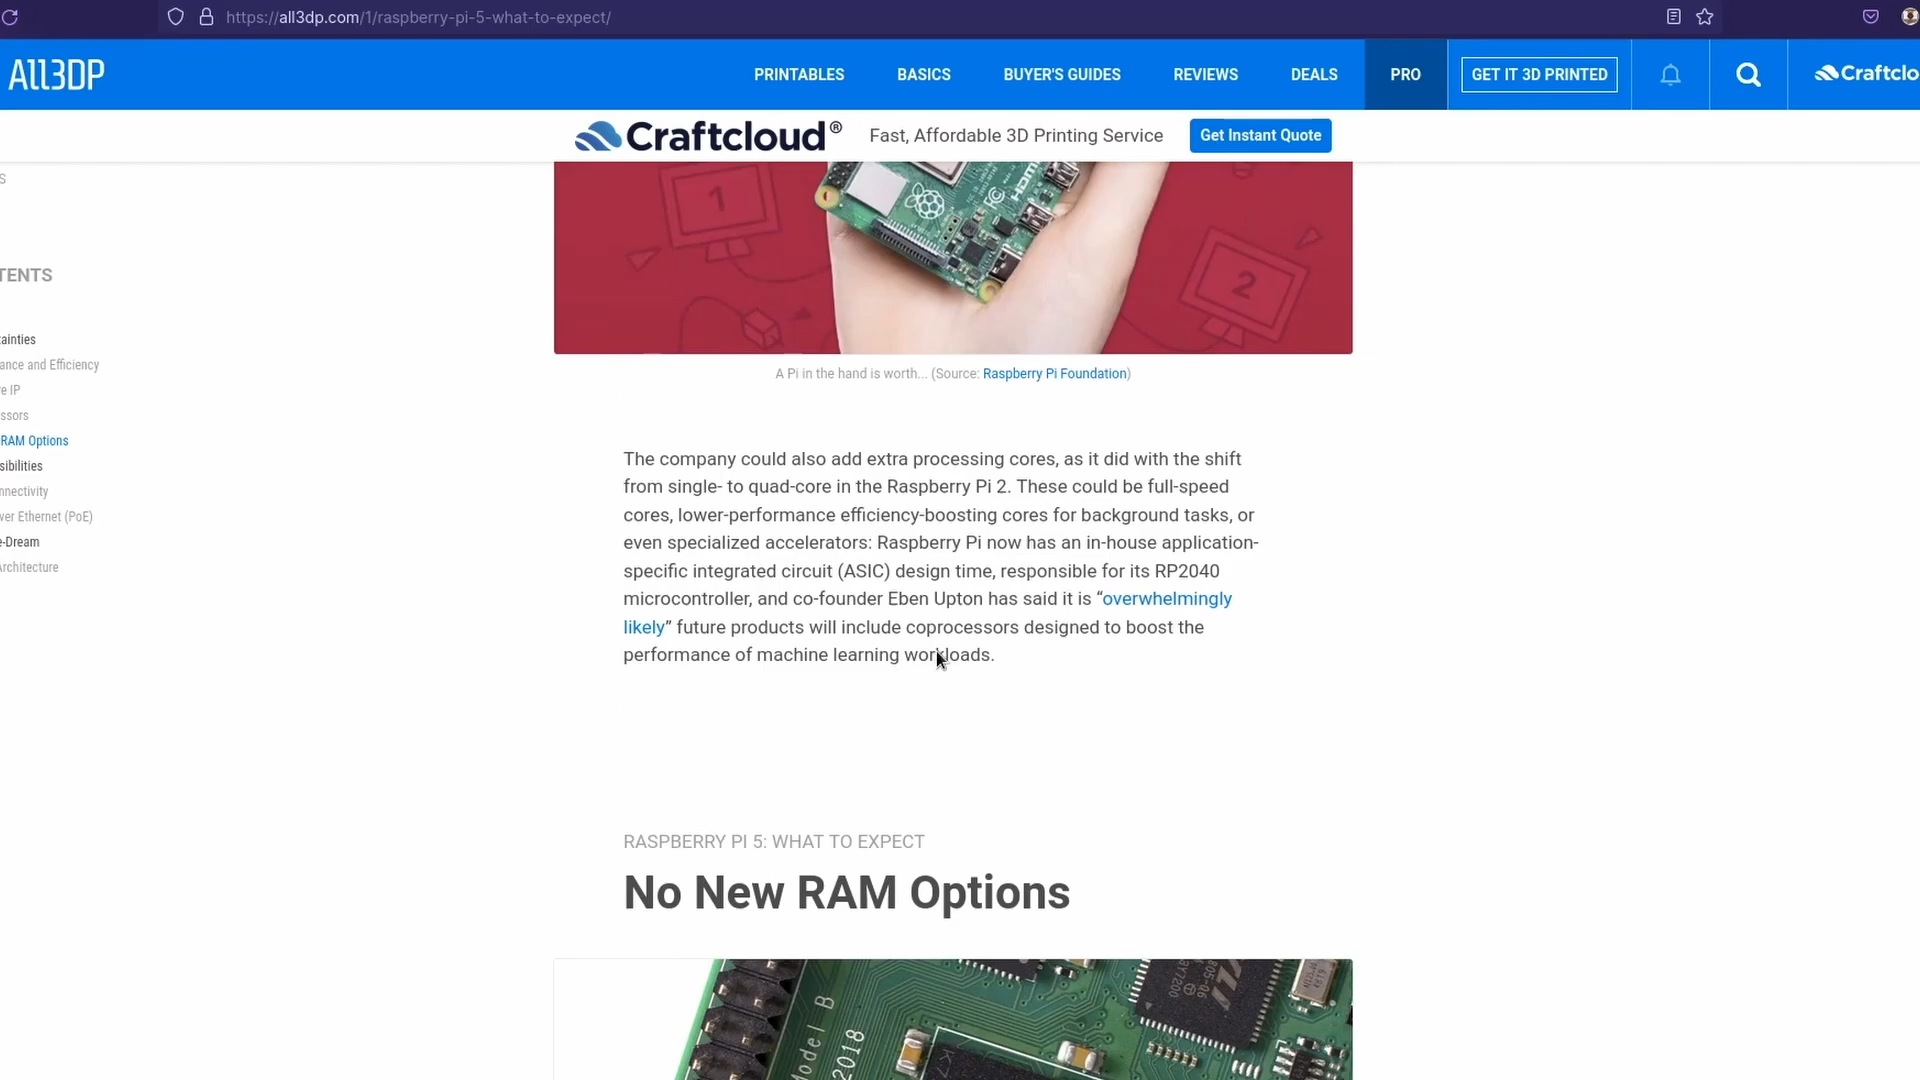 https://all3dp.com/1/raspberry-pi-5-what-to-expect/
All3DP
PRINTABLES
BASICS
BUYER'S GUIDES
REVIEWS
DEALS
PRO
GET IT 3D PRINTED
Craftclo
Craftcloud®
Fast, Affordable 3D Printing Service
Get Instant Quote
S
TENTS
tainties
ance and Efficiency
re IP
ssors
RAM Options
sibilities
nnectivity
ver Ethernet (PoE)
e-Dream
Architecture
1
2
HDMI
A Pi in the hand is worth... (Source: Raspberry Pi Foundation)
The company could also add extra processing cores, as it did with the shift
from single- to quad-core in the Raspberry Pi 2. These could be full-speed
cores, lower-performance efficiency-boosting cores for background tasks, or
even specialized accelerators: Raspberry Pi now has an in-house application-
specific integrated circuit (ASIC) design time, responsible for its RP2040
microcontroller, and co-founder Eben Upton has said it is “overwhelmingly
likely” future products will include coprocessors designed to boost the
performance of machine learning workloads.
RASPBERRY PI 5: WHAT TO EXPECT
No New RAM Options
Model B
2018